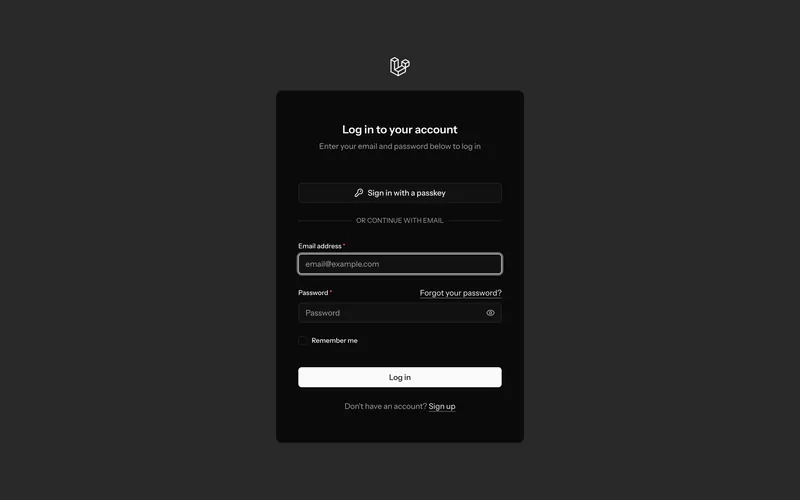 Log in to your account
Enter your email and password below to log in
Sign in with a passkey
OR CONTINUE WITH EMAIL
Email address *
email@example.com
Password * Forgot your password?
Password
Remember me
Log in
Don't have an account? Sign up